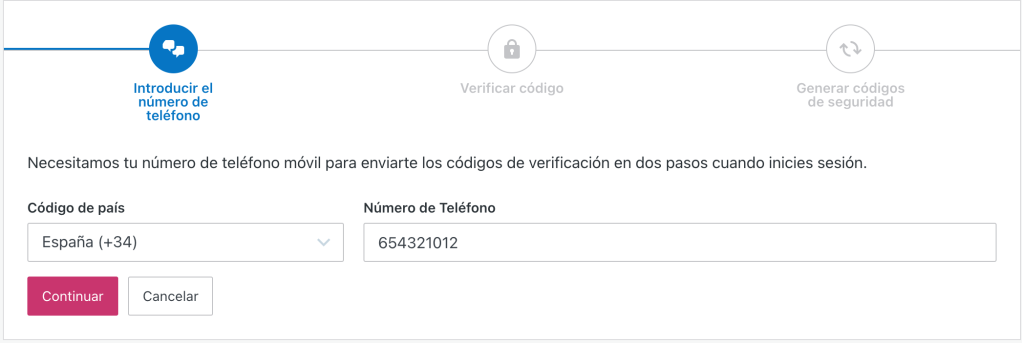 Introducir el
número de
teléfono
Verificar código
Generar códigos
de seguridad
Necesitamos tu número de teléfono móvil para enviarte los códigos de verificación en dos pasos cuando inicies sesión.
Código de país
Número de Teléfono
España (+34)
654321012
Continuar
Cancelar